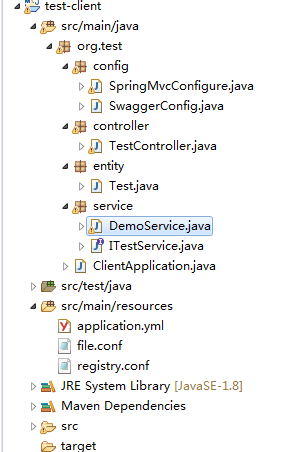 test-client
src/main/java
org.test
config
SpringMvcConfigure.java
SwaggerConfig.java
controller
TestController.java
entity
Test.java
service
DemoService.java
ITestService.java
ClientApplication.java
src/test/java
src/main/resources
application.yml
file.conf
registry.conf
JRE System Library [JavaSE-1.8]
Maven Dependencies
src
target